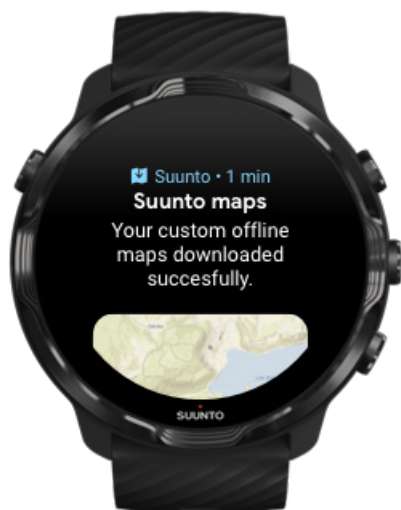 Suunto • 1 min
Suunto maps
Your custom offline
maps downloaded
succesfully.
SUUNTO